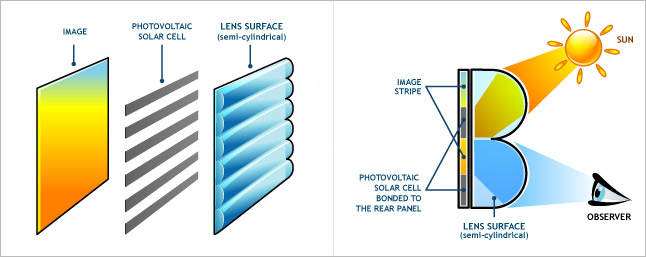 IMAGE
PHOTOVOLTAIC
SOLAR CELL
LENS SURFACE
(semi-cylindrical)
SUN
IMAGE
STRIPE
PHOTOVOLTAIC
SOLAR CELL
BONDED TO
THE REAR PANEL
LENS SURFACE
(semi-cylindrical)
OBSERVER